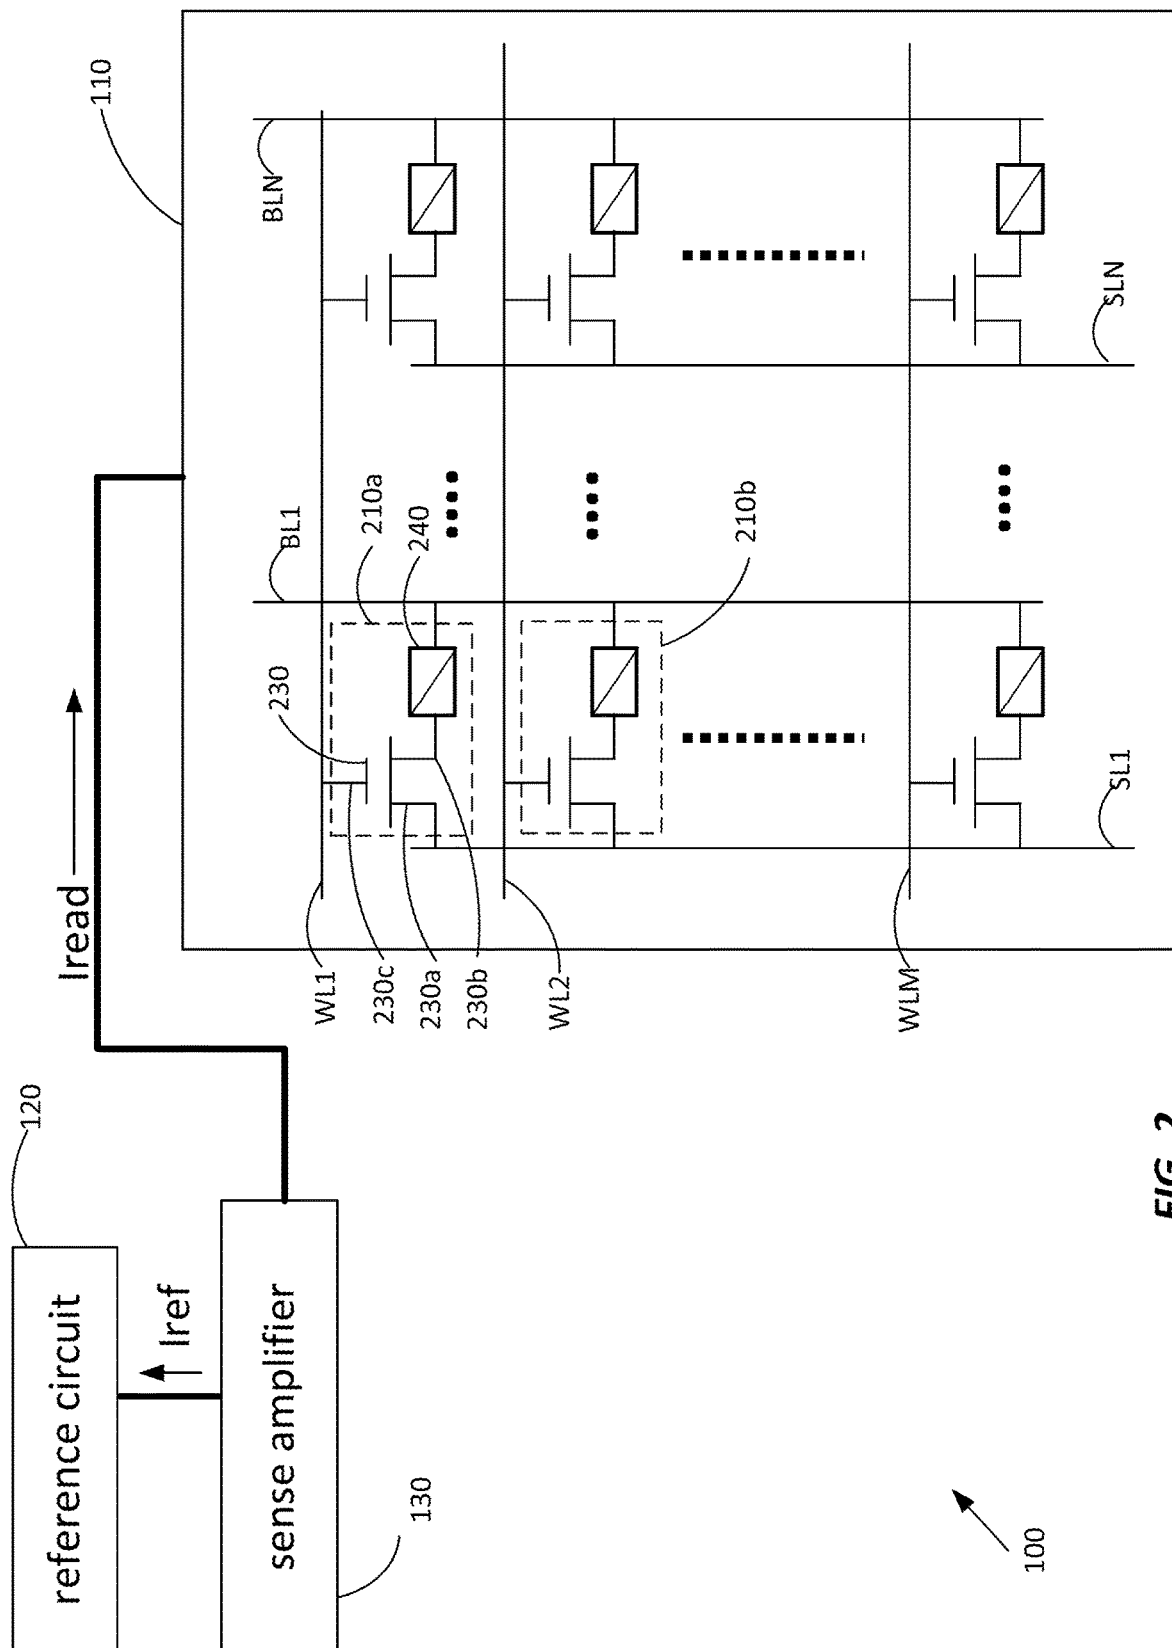 reference circuit
120
Iref
sense amplifier
130
Iread
110
BLN
BL1
210a
240
230
WL1
230c
230a
230b
WL2
210b
WLM
SL1
SLN
100
FIG. 2